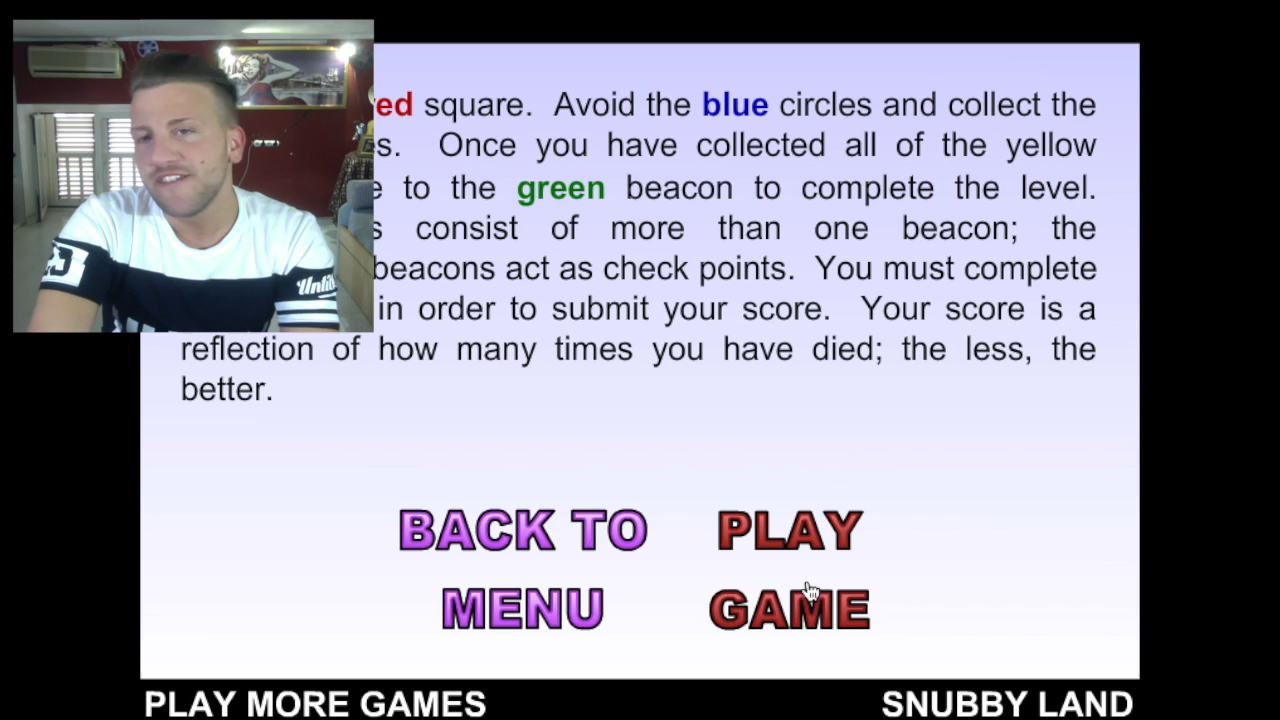 red square. Avoid the blue circles and collect the
s. Once you have collected all of the yellow
e to the green beacon to complete the level.
s consist of more than one beacon; the
beacons act as check points. You must complete
in order to submit your score. Your score is a
reflection of how many times you have died; the less, the
better.
BACK TO
MENU
PLAY
GAME
PLAY MORE GAMES
SNUBBY LAND